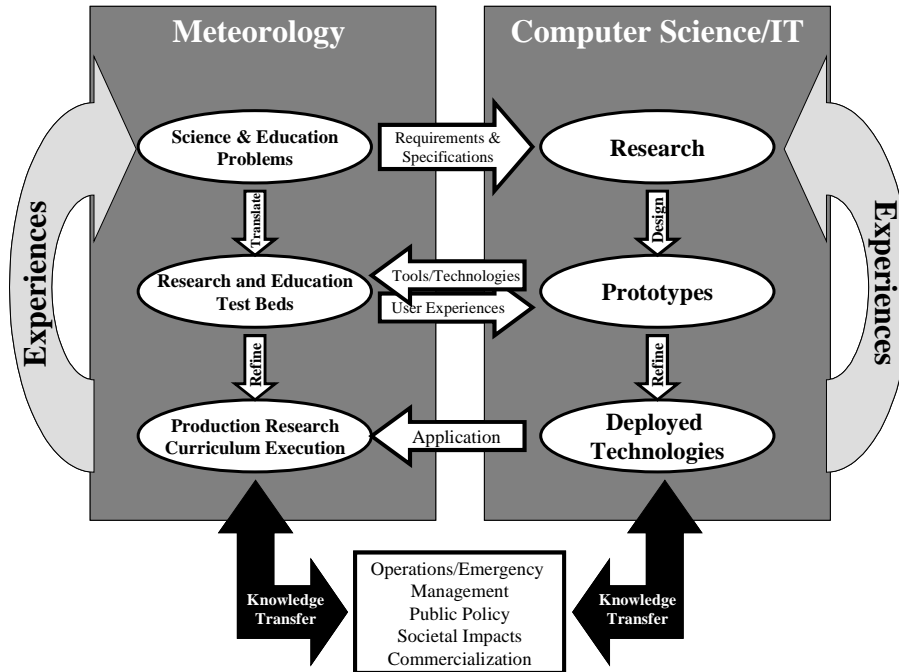 Meteorology
Computer Science/IT
Science & Education
Problems
Requirements &
Specifications
Research
Translate
Design
Experiences
Experiences
Research and Education
Test Beds
Tools/Technologies
User Experiences
Prototypes
Refine
Refine
Production Research
Curriculum Execution
Application
Deployed
Technologies
Knowledge
Transfer
Operations/Emergency
Management
Public Policy
Societal Impacts
Commercialization
Knowledge
Transfer